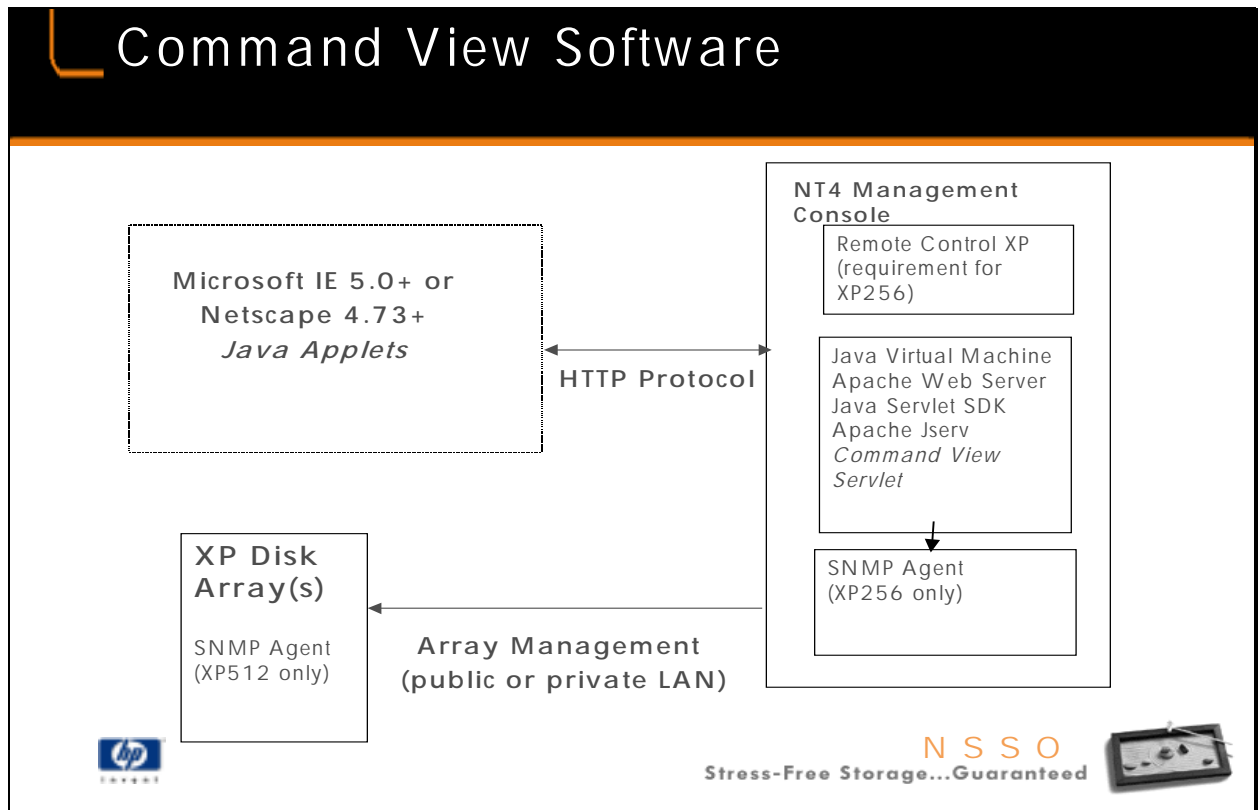 Command View Software
Microsoft IE 5.0+ or
Netscape 4.73+
Java Applets
HTTP Protocol
NT4 Management
Console
Remote Control XP
(requirement for
XP256)
Java Virtual Machine
Apache Web Server
Java Servlet SDK
Apache Jserv
Command View
Servlet
SNMP Agent
(XP256 only)
XP Disk
Array(s)
SNMP Agent
(XP512 only)
Array Management
(public or private LAN)
hp
invent
NSSO
Stress-Free Storage...Guaranteed